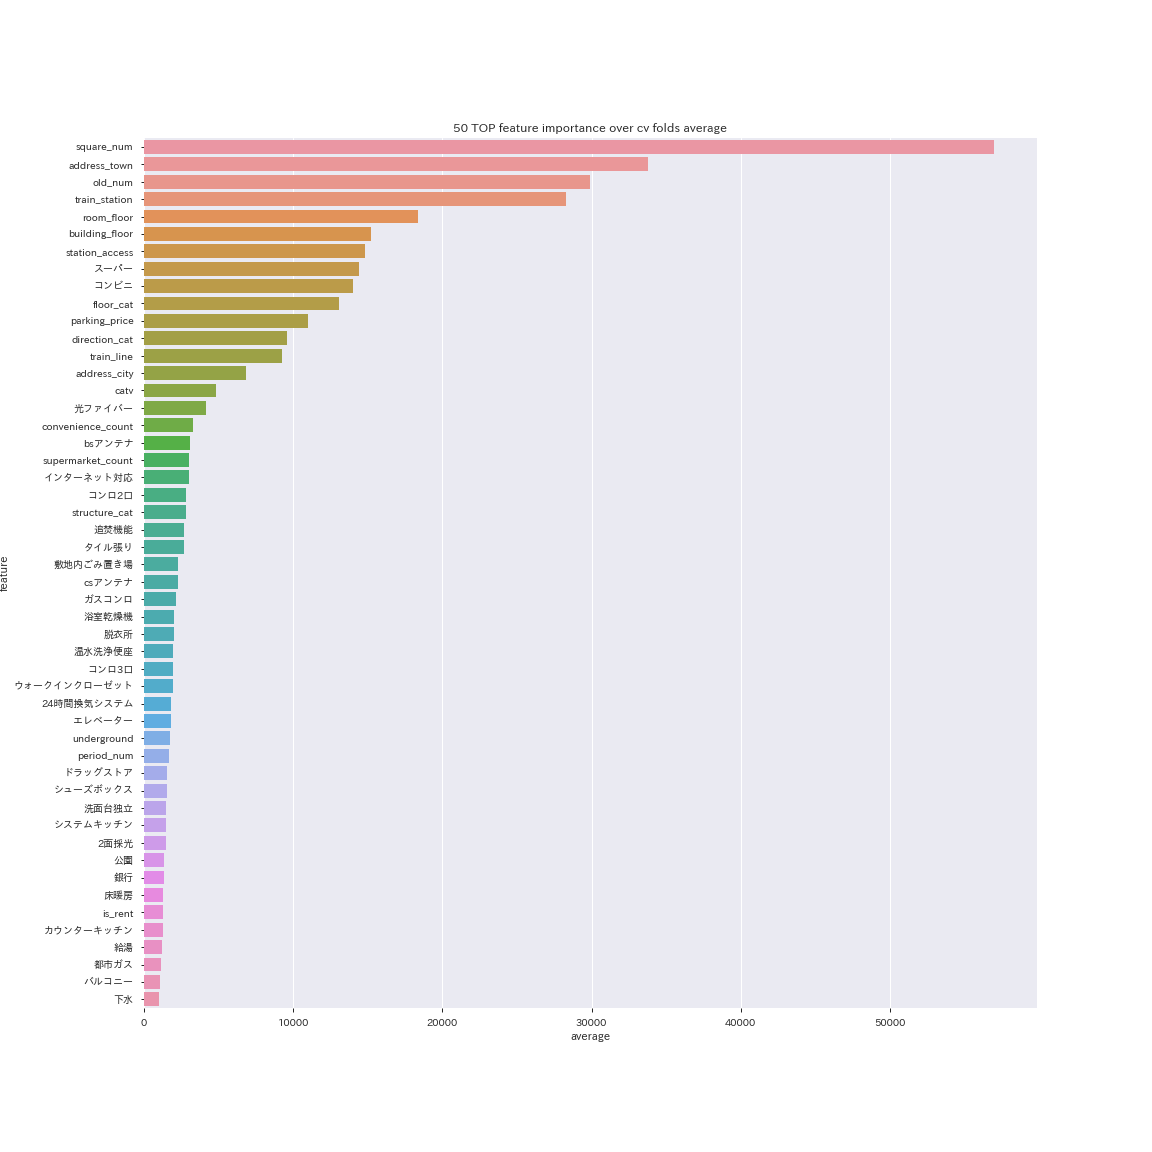 50 TOP feature importance over cv folds average
square_num
address_town
old_num
train_station
room_floor
building_floor
station_access
スーパー
コンビニ
floor_cat
parking_price
direction_cat
train_line
address_city
catv
光ファイバー
convenience_count
bsアンテナ
supermarket_count
インターネット対応
コンロ2口
structure_cat
追焚機能
タイル張り
敷地内ごみ置き場
csアンテナ
ガスコンロ
浴室乾燥機
脱衣所
温水洗浄便座
コンロ3口
ウォークインクローゼット
24時間換気システム
エレベーター
underground
period_num
ドラッグストア
シューズボックス
洗面台独立
システムキッチン
2面採光
公園
銀行
床暖房
is_rent
カウンターキッチン
給湯
都市ガス
バルコニー
下水
feature
0 10000 20000 30000 40000 50000
average